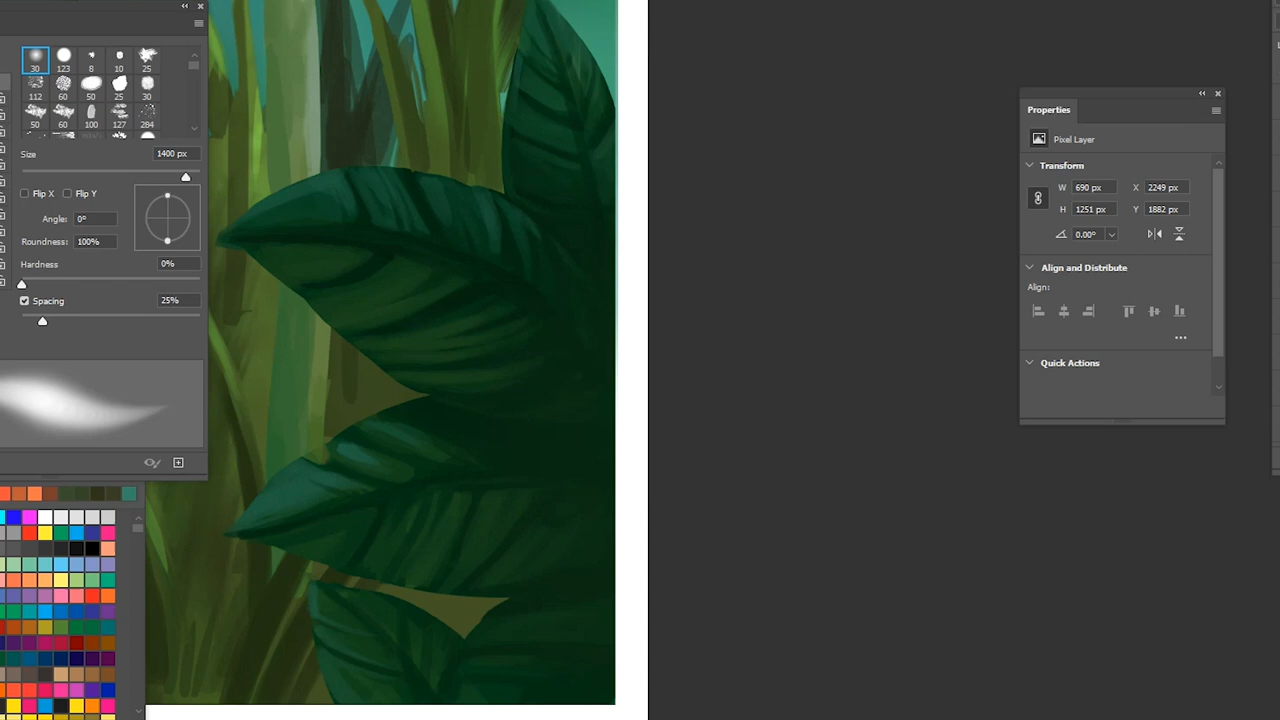 30 123 8 10 25
112 60 50 25 30
50 60 100 127 284
Size 1400 px
Flip X Flip Y
Angle: 0°
Roundness: 100%
Hardness 0%
Spacing 25%
Properties
Pixel Layer
Transform
W 690 px X 2249 px
H 1251 px Y 1882 px
0.00°
Align and Distribute
Align:
Quick Actions